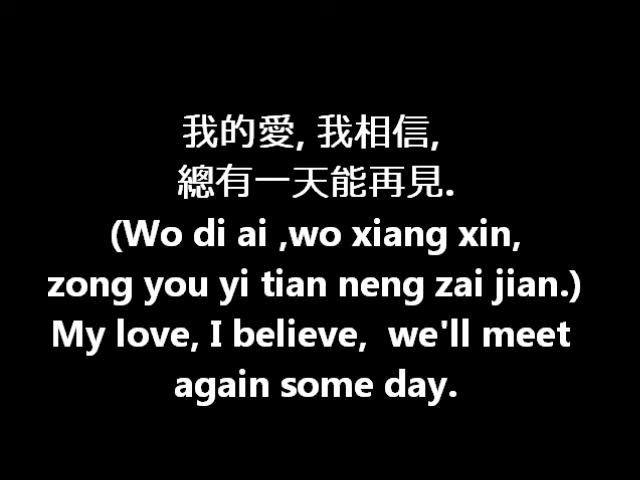 我的愛, 我相信,
總有一天能再見.
(Wo di ai ,wo xiang xin,
zong you yi tian neng zai jian.)
My love, I believe,  we'll meet
again some day.